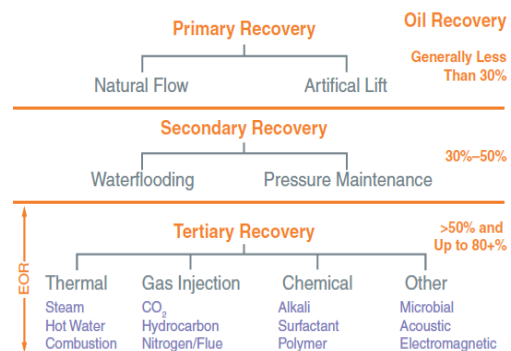 Oil Recovery
Primary Recovery
Generally Less
Than 30%
Natural Flow
Artifical Lift
Secondary Recovery
30%–50%
Waterflooding
Pressure Maintenance
Tertiary Recovery
>50% and
Up to 80+%
EOR
Thermal
Gas Injection
Chemical
Other
Steam
CO₂
Alkali
Microbial
Hot Water
Hydrocarbon
Surfactant
Acoustic
Combustion
Nitrogen/Flue
Polymer
Electromagnetic